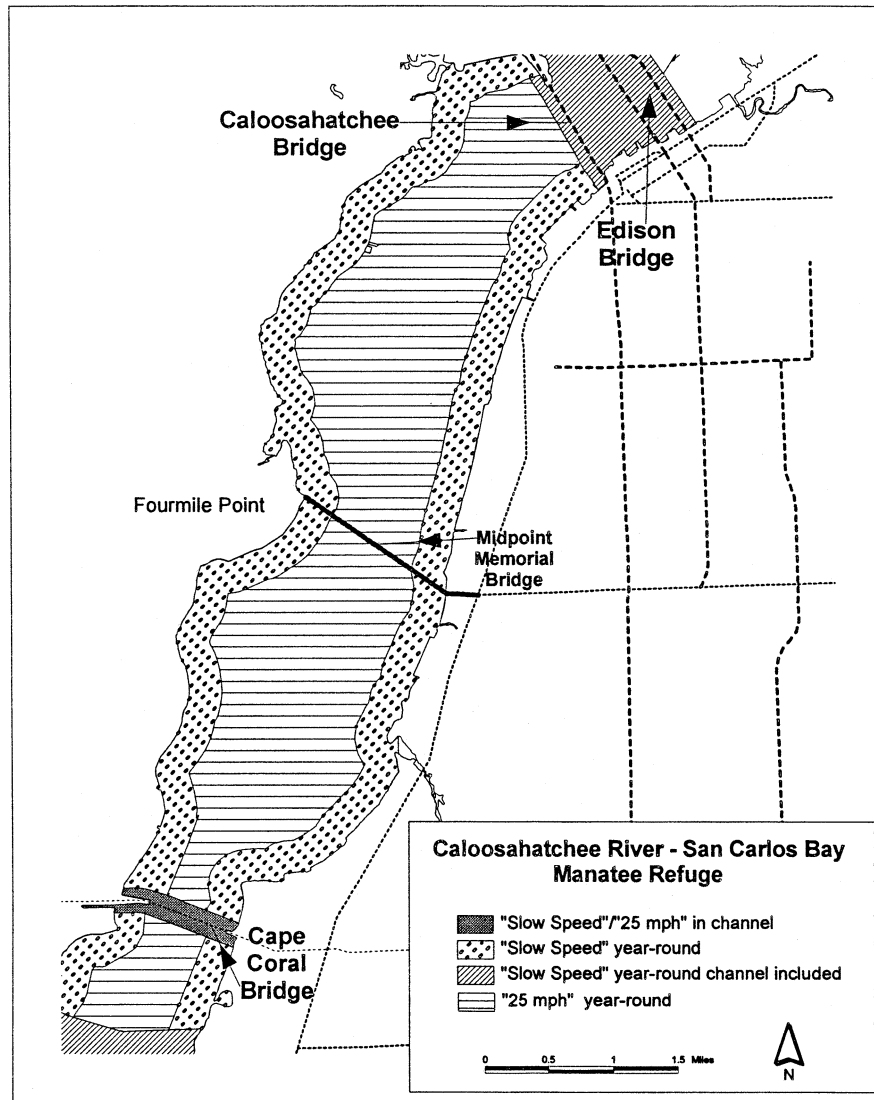 Caloosahatchee
Bridge
Edison
Bridge
Fourmile Point
Midpoint
Memorial
Bridge
Cape
Coral
Bridge
Caloosahatchee River - San Carlos Bay
Manatee Refuge
"Slow Speed"/"25 mph" in channel
"Slow Speed" year-round
"Slow Speed" year-round channel included
"25 mph" year-round
0 0.5 1 1.5 Miles
N